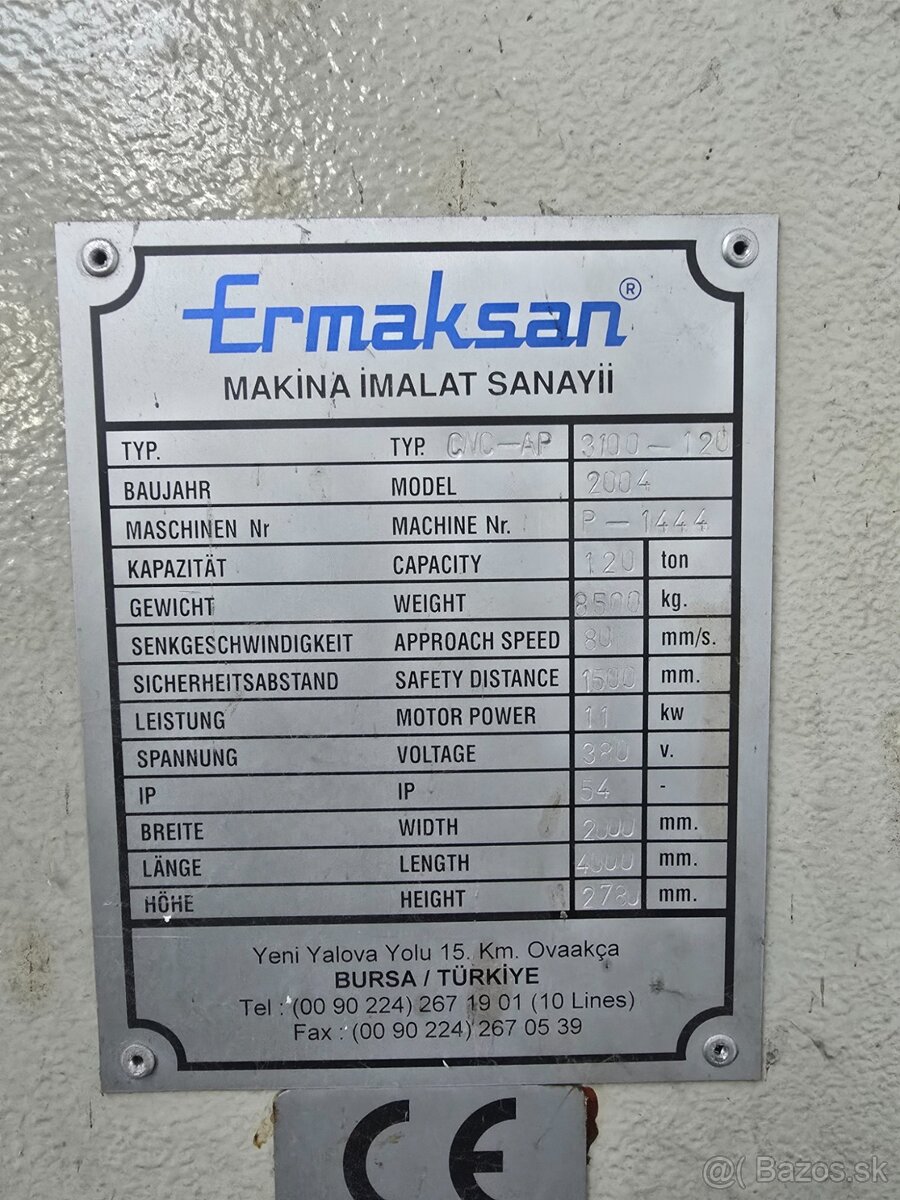 Ermaksan®
MAKİNA İMALAT SANAYİİ
TYP. TYP. CNC-AP 3100-120
BAUJAHR MODEL 2004
MASCHINEN Nr MACHINE Nr. P-1444
KAPAZITÄT CAPACITY 120 ton
GEWICHT WEIGHT 8500 kg.
SENKGESCHWINDIGKEIT APPROACH SPEED 80 mm/s.
SICHERHEITSABSTAND SAFETY DISTANCE 1500 mm.
LEISTUNG MOTOR POWER 11 kw
SPANNUNG VOLTAGE 380 v.
IP IP 54 -
BREITE WIDTH 2000 mm.
LÄNGE LENGTH mm.
HÖHE HEIGHT 2780 mm.
Yeni Yalova Yolu 15. Km. Ovaakça
BURSA / TÜRKİYE
Tel : (00 90 224) 267 19 01 (10 Lines)
Fax : (00 90 224) 267 05 39
CE
@( Bazos.sk